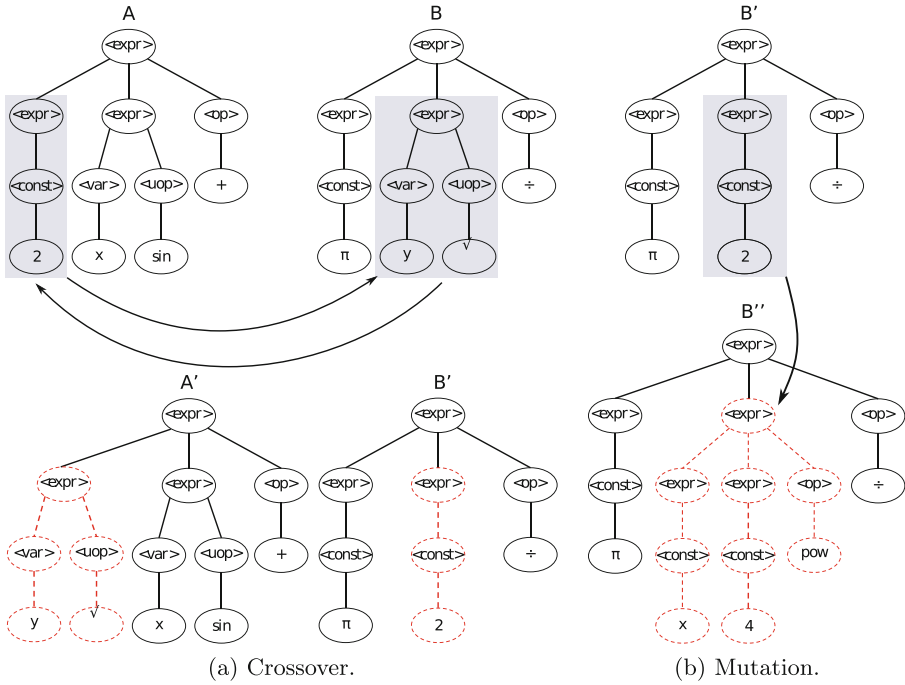 A B B’
<expr> <expr> <expr>
<expr> <expr> <op> <expr> <expr> <op> <expr> <expr> <op>
<const> <var> <uop> + <const> <var> <uop> ÷ <const> <const> ÷
2 x sin π y √ π 2
B’’
<expr>
A’ B’
<expr> <expr> <expr> <expr> <op>
<expr> <expr> <op> <expr> <expr> <op> <const> <expr> <expr> <op> ÷
<var> <uop> <var> <uop> + <const> <const> ÷ π <const> <const> pow
y √ x sin π 2 x 4
(a) Crossover. (b) Mutation.